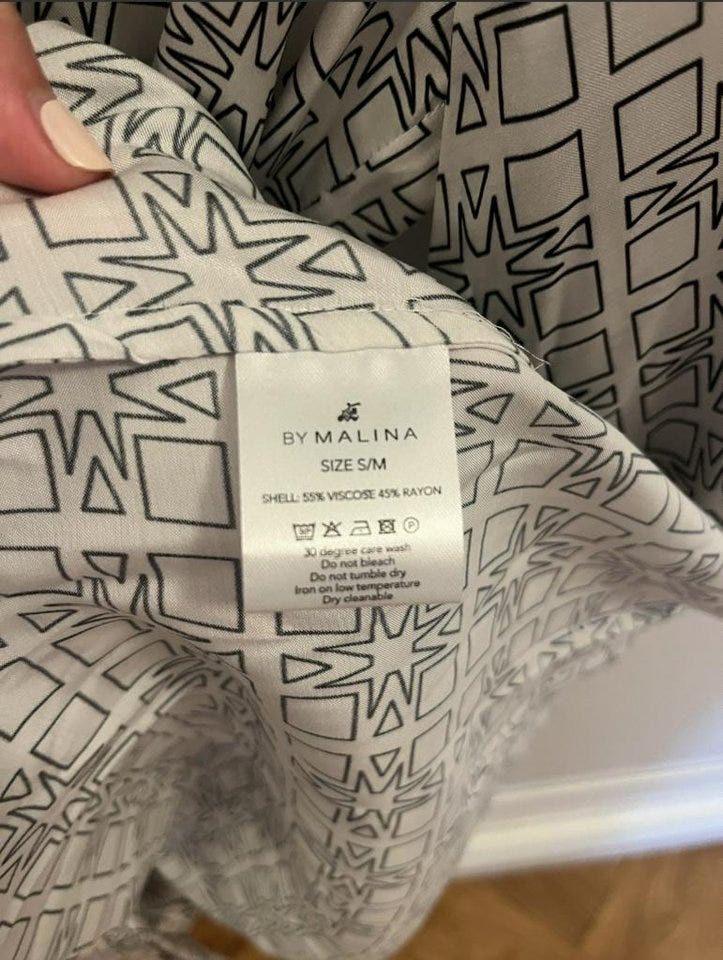 BY MALINA
SIZE S/M
SHELL: 55% VISCOSE 45% RAYON
30 degree care wash
Do not bleach
Do not tumble dry
Iron on low temperature
Dry cleanable